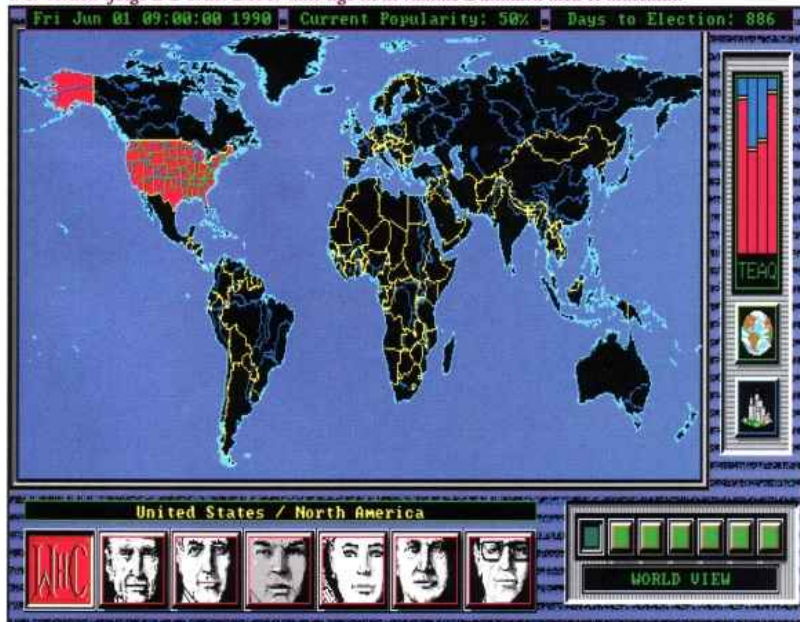 Fri Jun 01 09:00:00 1990 Current Popularity: 50% Days to Election: 886
TEAQ
United States / North America
WHC
WORLD VIEW